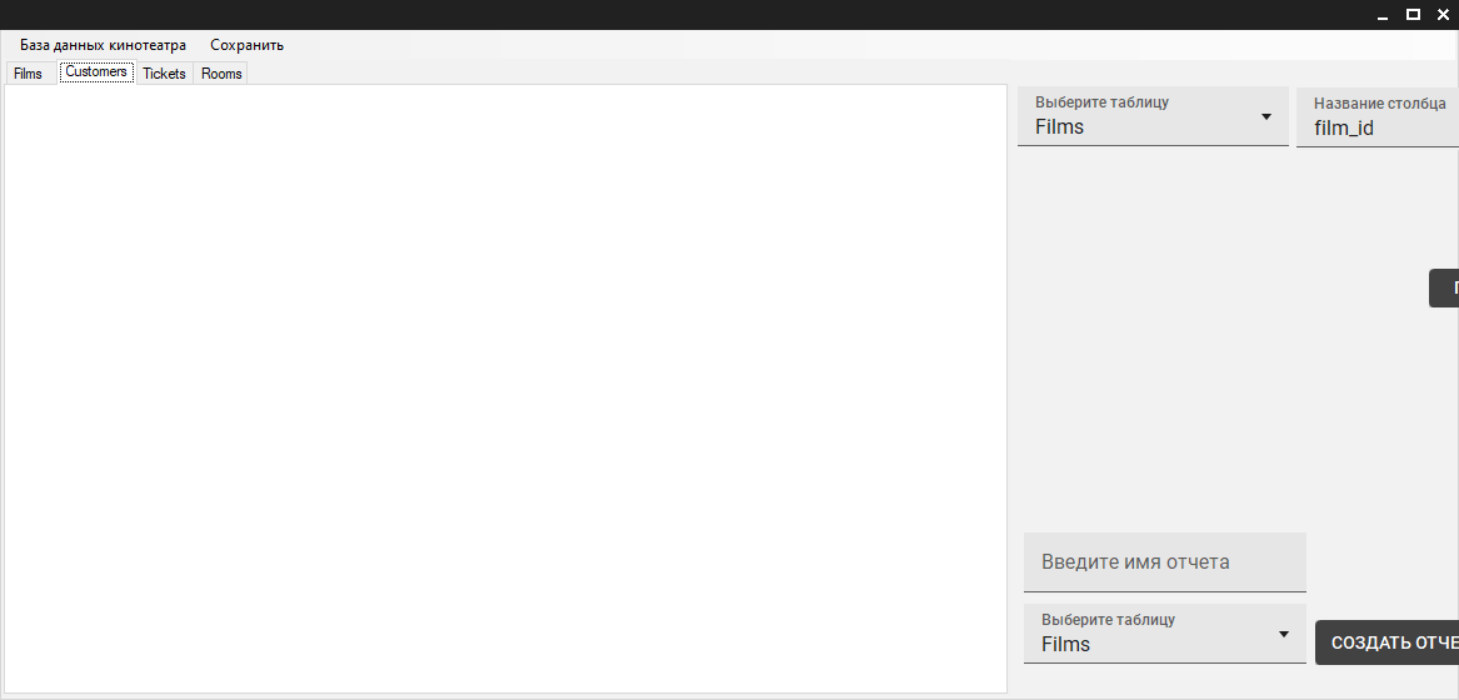 База данных кинотеатра Сохранить
Films Customers Tickets Rooms
Выберите таблицу
Films
Название столбца
film_id
Введите имя отчета
Выберите таблицу
Films
СОЗДАТЬ ОТЧЕ